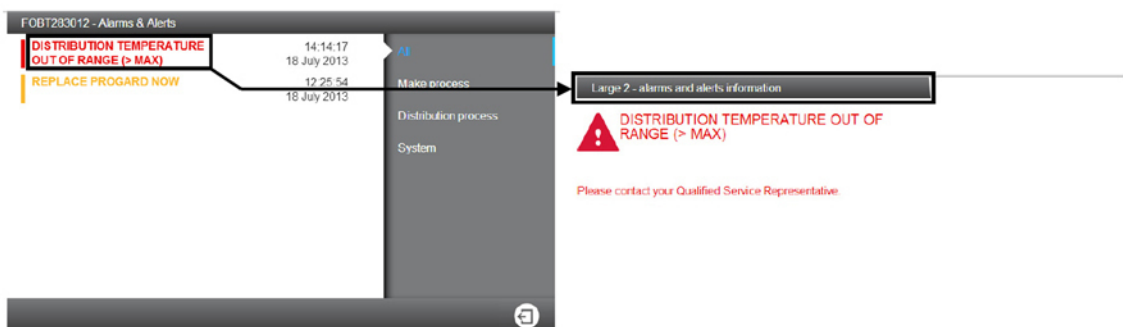 FOBT283012 - Alarms & Alerts
DISTRIBUTION TEMPERATURE
OUT OF RANGE (> MAX)
14:14:17
18 July 2013
REPLACE PROGARD NOW
12:25:54
18 July 2013
All
Make process
Distribution process
System
Large 2 - alarms and alerts information
DISTRIBUTION TEMPERATURE OUT OF
RANGE (> MAX)
Please contact your Qualified Service Representative